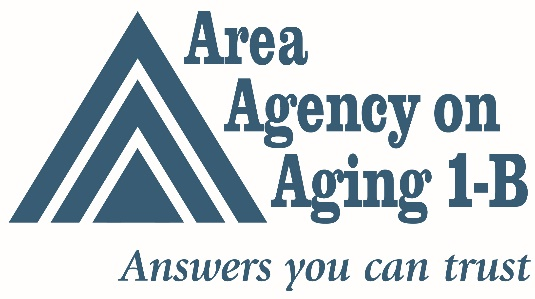 Area
Agency on
Aging 1-B
Answers you can trust